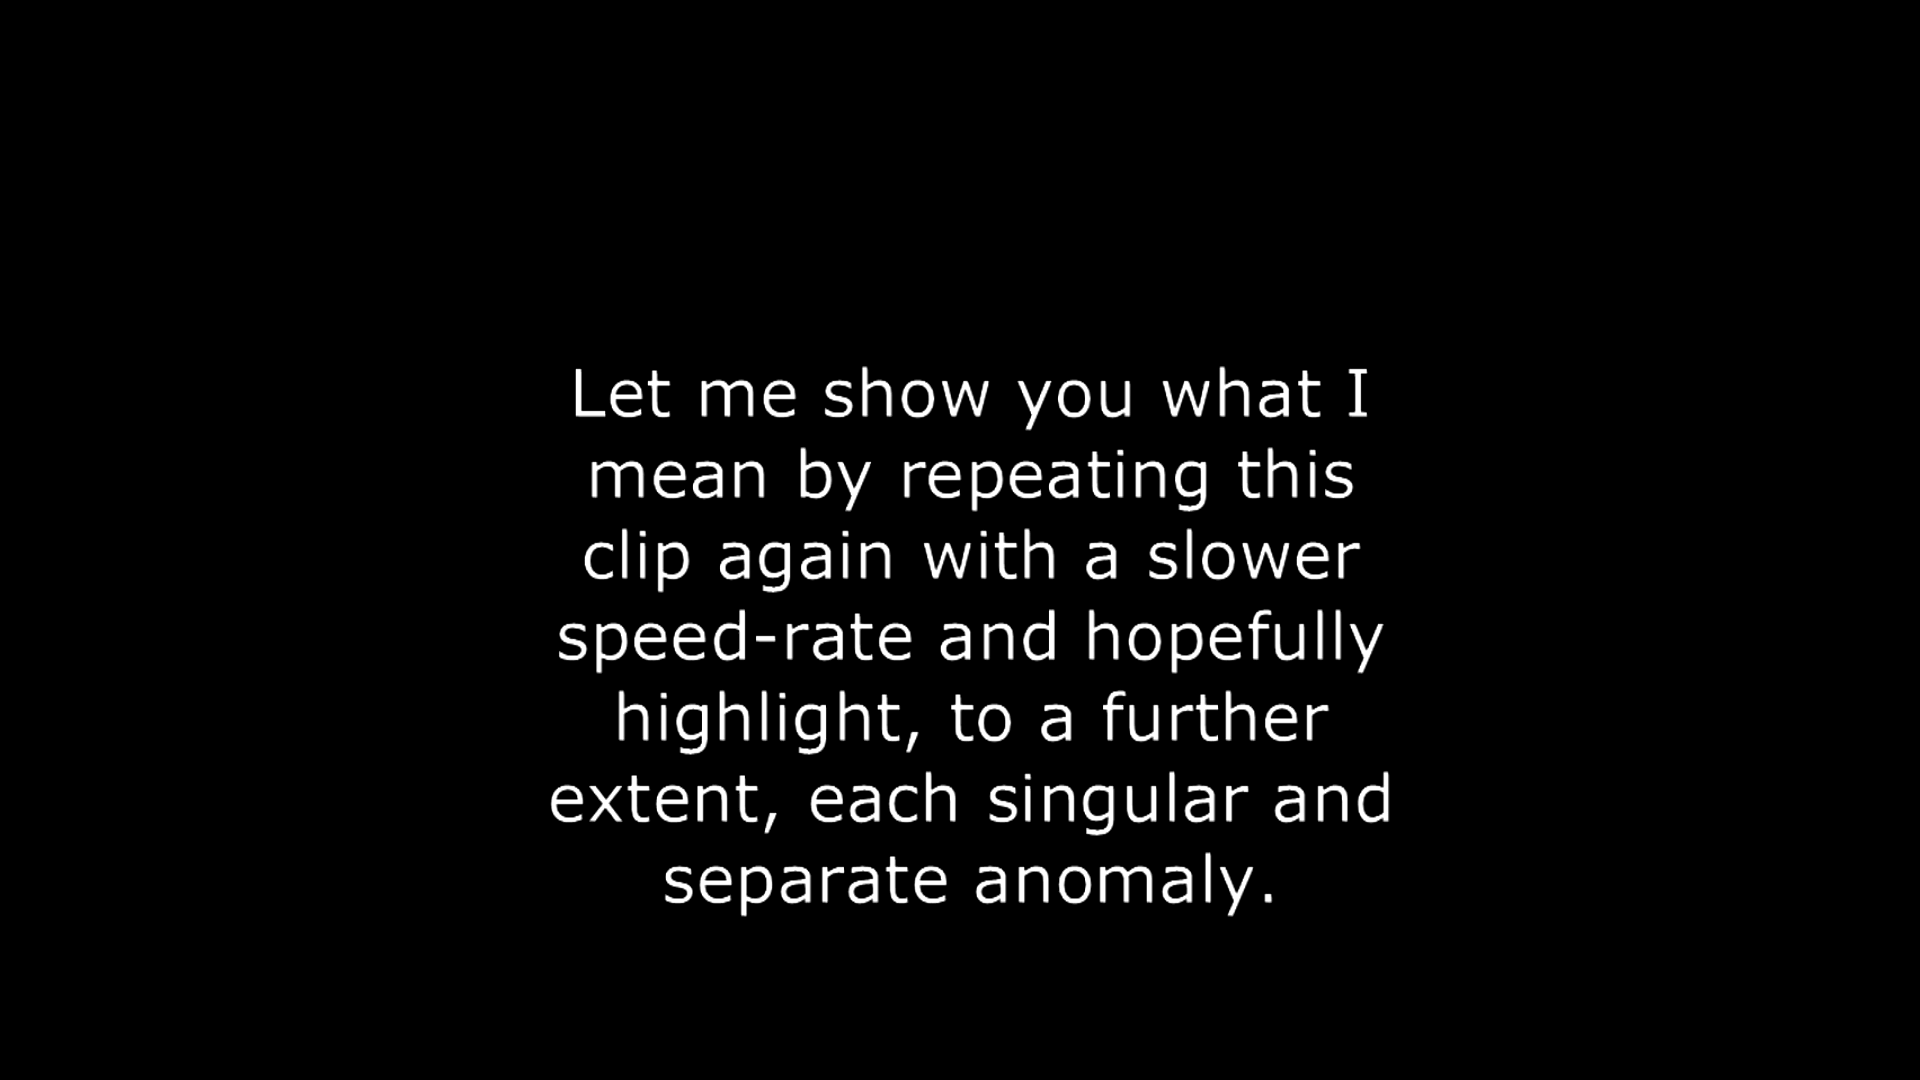 Let me show you what I
mean by repeating this
clip again with a slower
speed-rate and hopefully
highlight, to a further
extent, each singular and
separate anomaly.